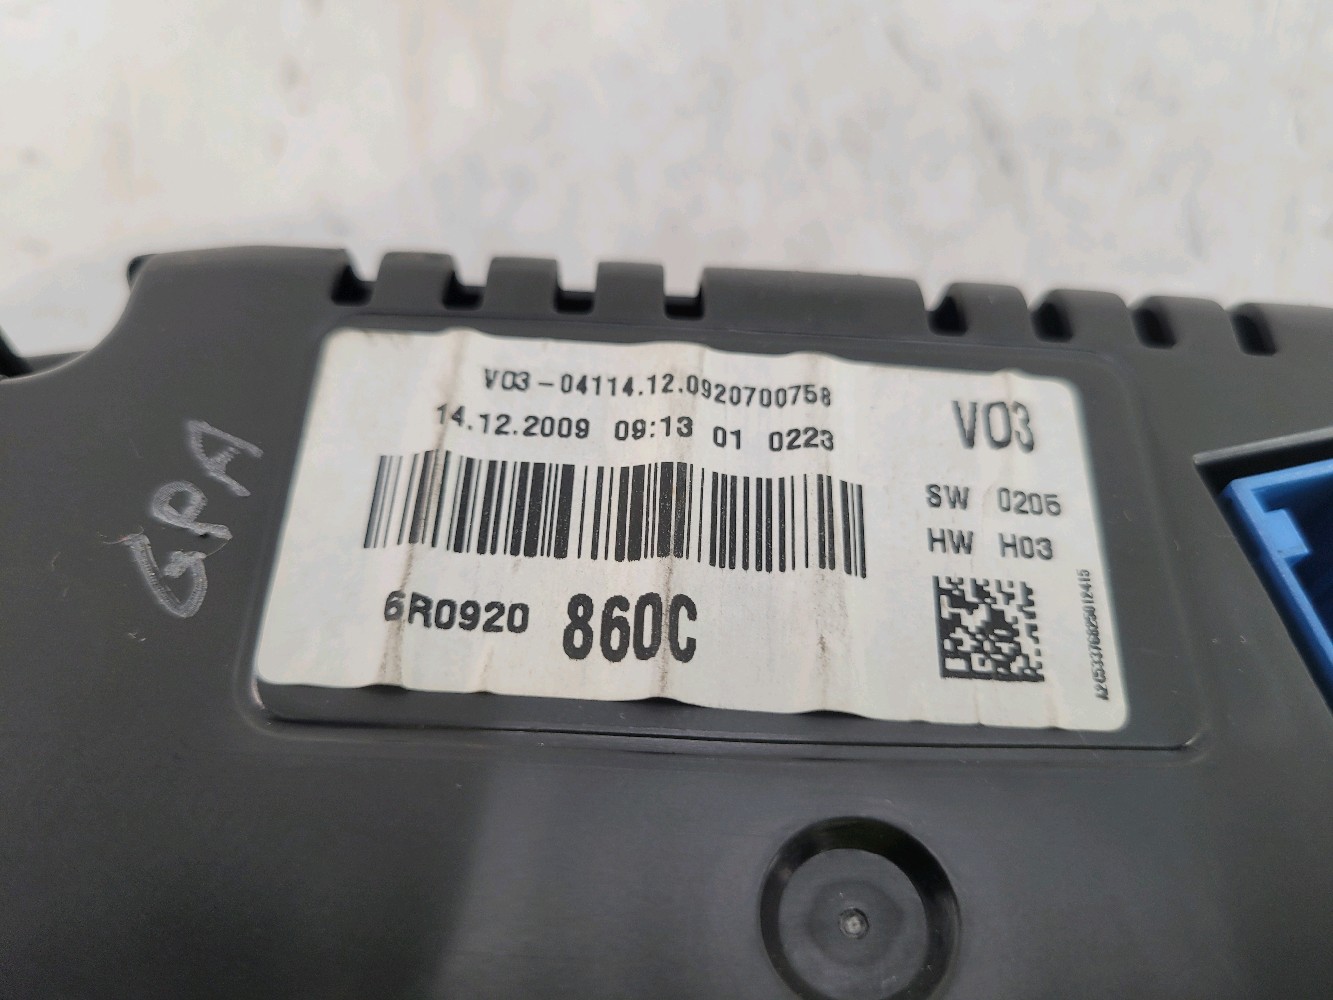 V03-04114.12.0920700758
14.12.2009 09:13 01 0223
V03
SW 0205
HW H03
6R0920 860C
A2C53376825012415
GPA